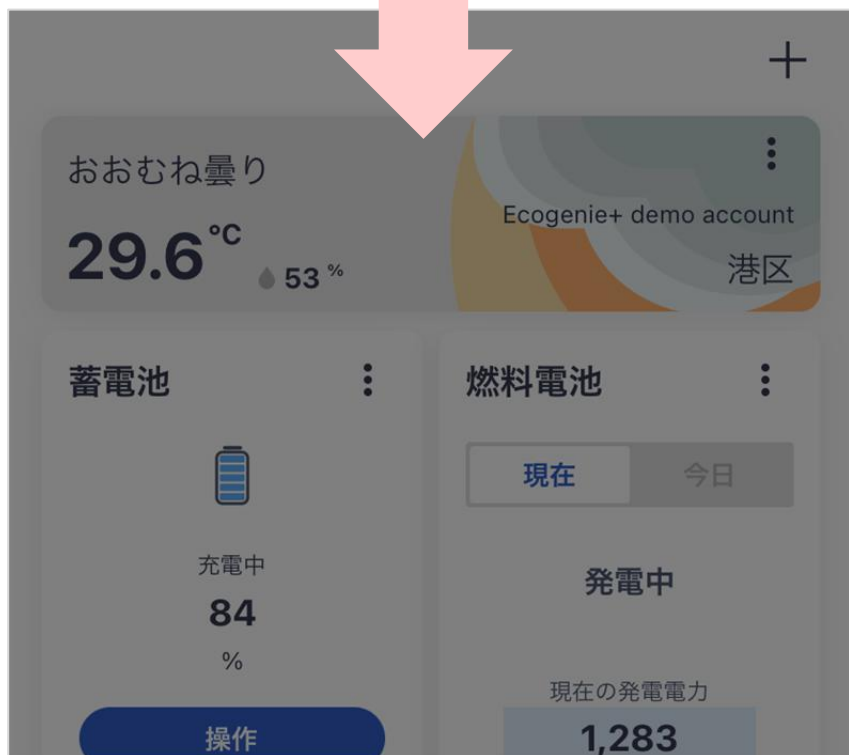 +
おおむね曇り
29.6 ℃
53 %
Ecogenie+ demo account
港区
蓄電池
充電中
84
%
操作
燃料電池
現在
今日
発電中
現在の発電電力
1,283